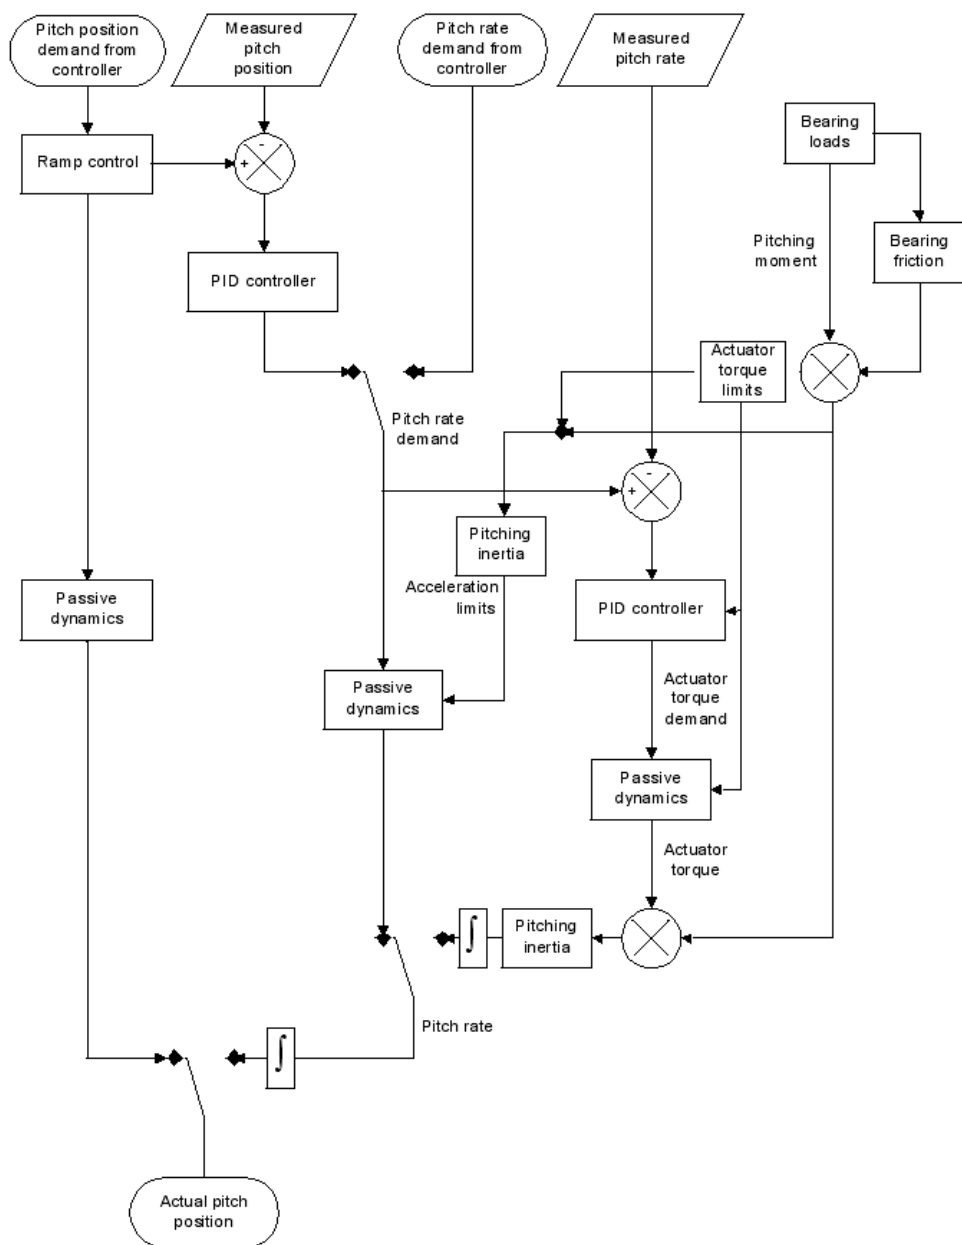 Pitch position
demand from
controller
Measured
pitch
position
Pitch rate
demand from
controller
Measured
pitch rate
Bearing
loads
Ramp control
-
+
Bearing
friction
Pitching
moment
PID controller
Actuator
torque
limits
Pitch rate
demand
-
+
Pitching
inertia
Acceleration
limits
Passive
dynamics
PID controller
Passive
dynamics
Actuator
torque
demand
Passive
dynamics
Actuator
torque
∫
Pitching
inertia
Pitch rate
∫
Actual pitch
position